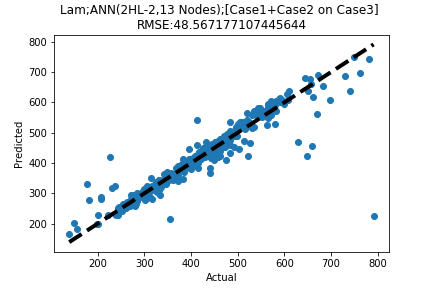 Lam;ANN(2HL-2,13 Nodes);[Case1+Case2 on Case3]
RMSE:48.567177107445644
800
700
600
500
400
300
200
Predicted
200 300 400 500 600 700 800
Actual